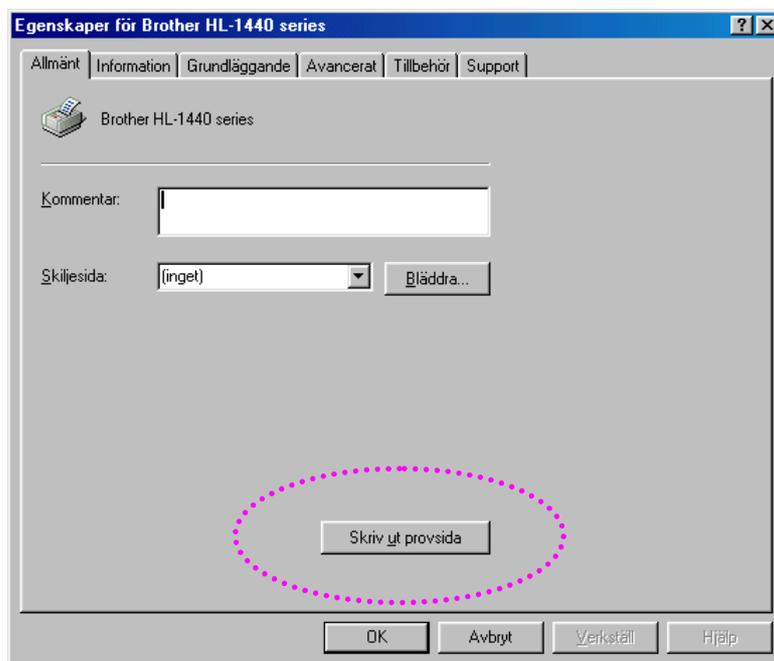 Egenskaper för Brother HL-1440 series
Allmänt Information Grundläggande Avancerat Tillbehör Support
Brother HL-1440 series
Kommentar:
Skiljesida: (inget) Bläddra...
Skriv ut provsida
OK Avbryt Verkställ Hjälp